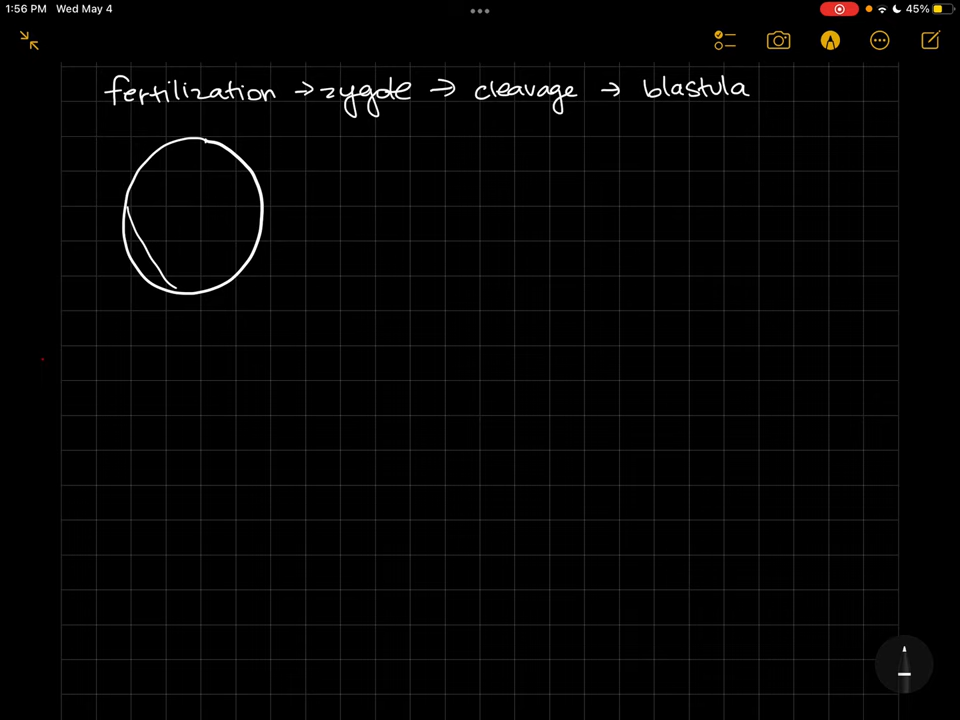 1:56 PM Wed May 4 45%
fertilization → zygote → cleavage → blastula